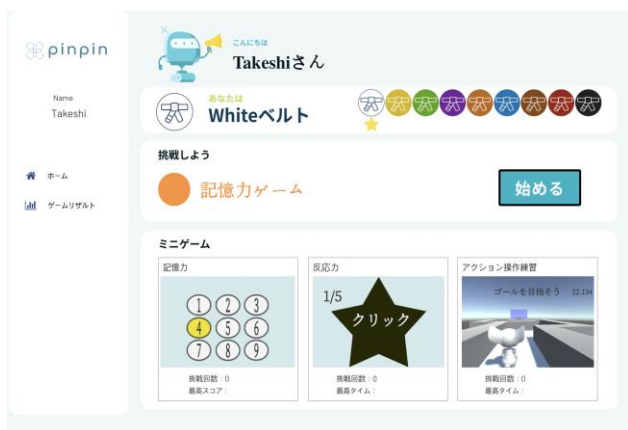 pinpin
Name
Takeshi
ホーム
ゲームリザルト
こんにちは
Takeshiさん
あなたは
Whiteベルト
挑戦しよう
記憶力ゲーム
始める
ミニゲーム
記憶力
1 2 3
4 5 6
7 8 9
挑戦回数：0
最高スコア：
反応力
1/5
クリック
挑戦回数：0
最高タイム：
アクション操作練習
ゴールを目指そう 22.134
挑戦回数：0
最高タイム：